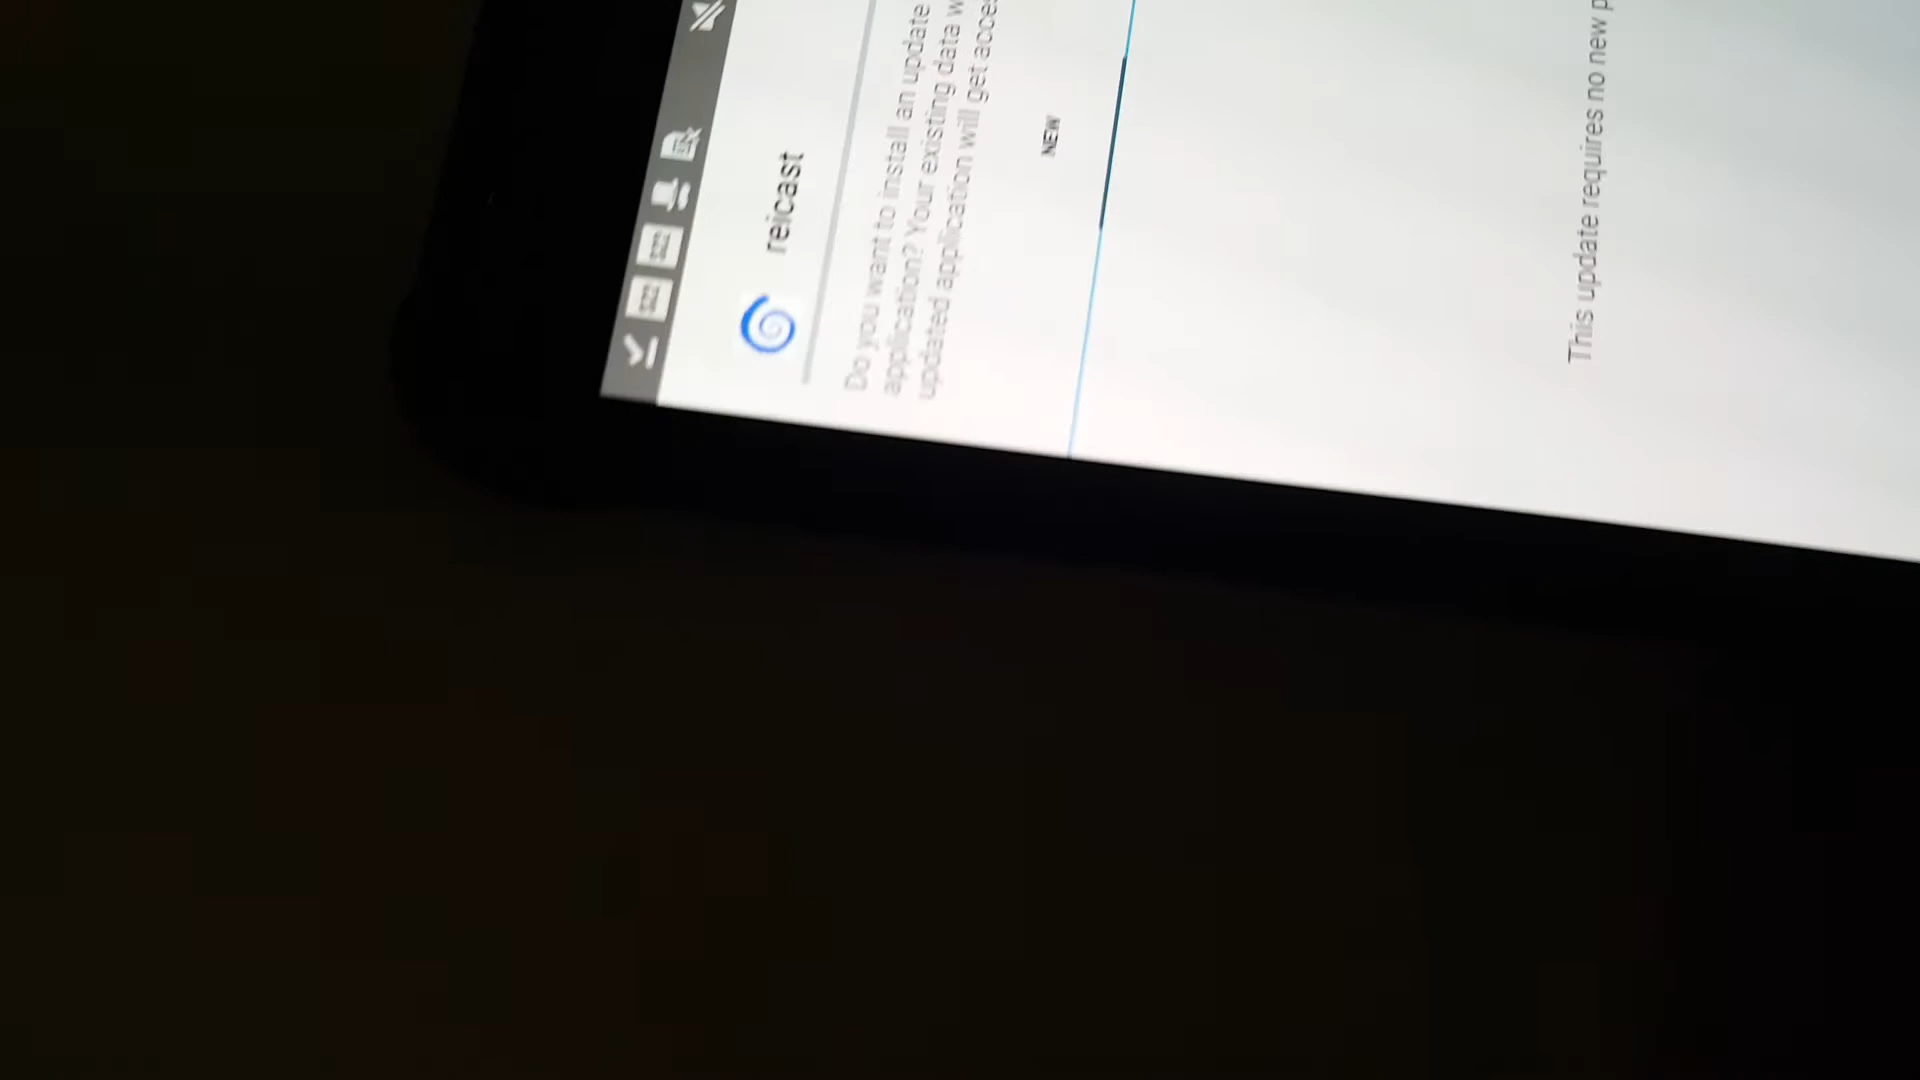 reicast
Do you want to install an update
application? Your existing data
updated application will get
NEW
This update requires no new